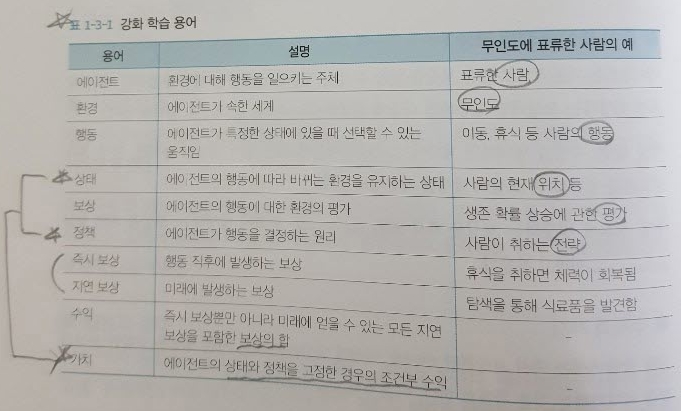 표 1-3-1 강화 학습 용어
용어 설명 무인도에 표류한 사람의 예
에이전트 환경에 대해 행동을 일으키는 주체 표류한 사람
환경 에이전트가 속한 세계 무인도
행동 에이전트가 특정한 상태에 있을 때 선택할 수 있는 이동, 휴식 등 사람의 행동
움직임
상태 에이전트의 행동에 따라 바뀌는 환경을 유지하는 상태 사람의 현재 위치 등
보상 에이전트의 행동에 대한 환경의 평가 생존 확률 상승에 관한 평가
정책 에이전트가 행동을 결정하는 원리 사람이 취하는 전략
즉시 보상 행동 직후에 발생하는 보상 휴식을 취하면 체력이 회복됨
지연 보상 미래에 발생하는 보상 탐색을 통해 식료품을 발견함
수익 즉시 보상뿐만 아니라 미래에 얻을 수 있는 모든 지연 –
보상을 포함한 보상의 합
가치 에이전트의 상태와 정책을 고정한 경우의 조건부 수익 –